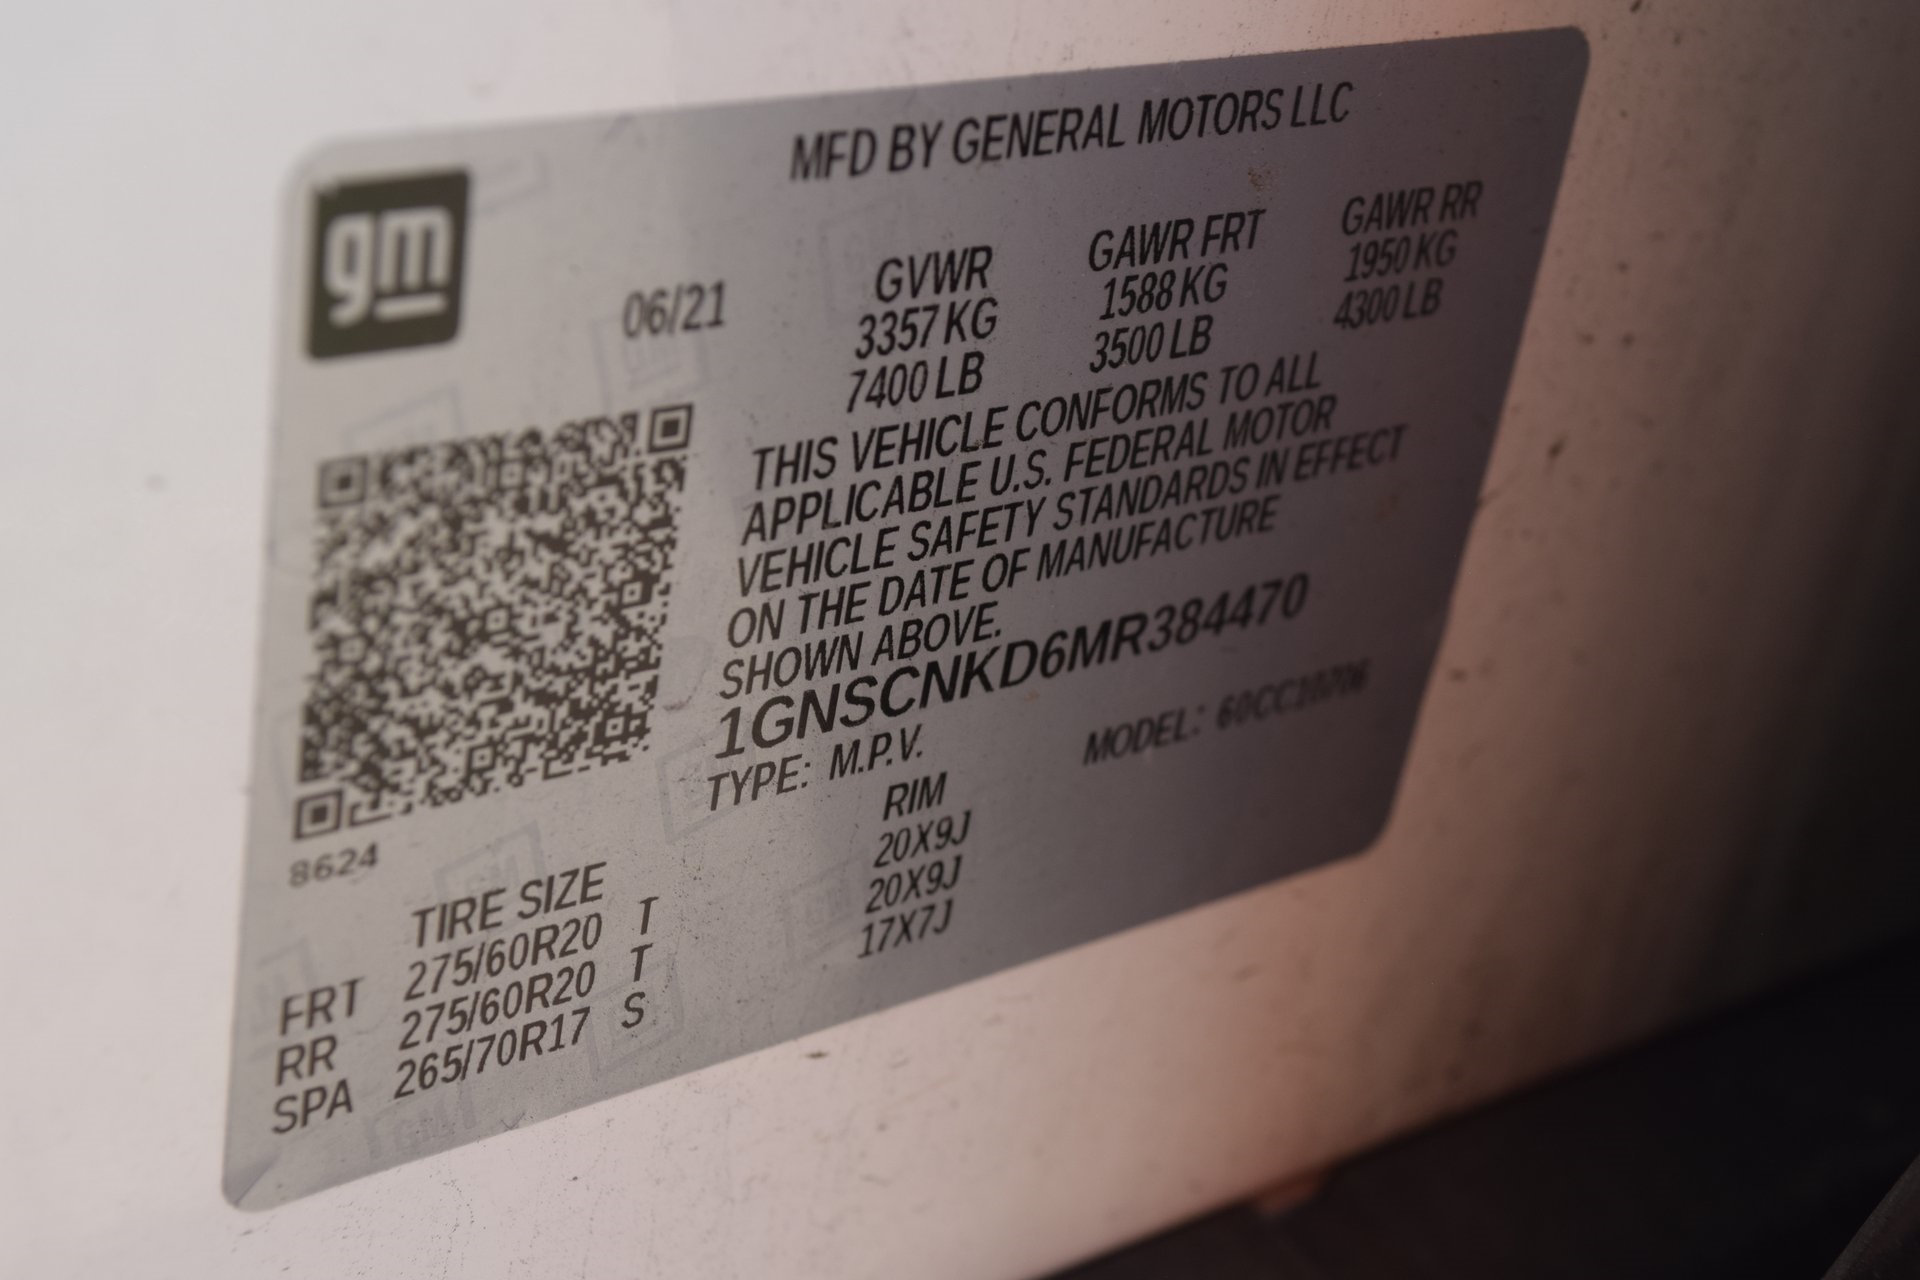 gm
MFD BY GENERAL MOTORS LLC
06/21
GVWR GAWR FRT GAWR RR
3357 KG 1588 KG 1950 KG
7400 LB 3500 LB 4300 LB
THIS VEHICLE CONFORMS TO ALL
APPLICABLE U.S. FEDERAL MOTOR
VEHICLE SAFETY STANDARDS IN EFFECT
ON THE DATE OF MANUFACTURE
SHOWN ABOVE.
1GNSCNKD6MR384470
TYPE: M.P.V. MODEL:
8624
TIRE SIZE RIM
FRT 275/60R20 T 20X9J
RR 275/60R20 T 20X9J
SPA 265/70R17 S 17X7J